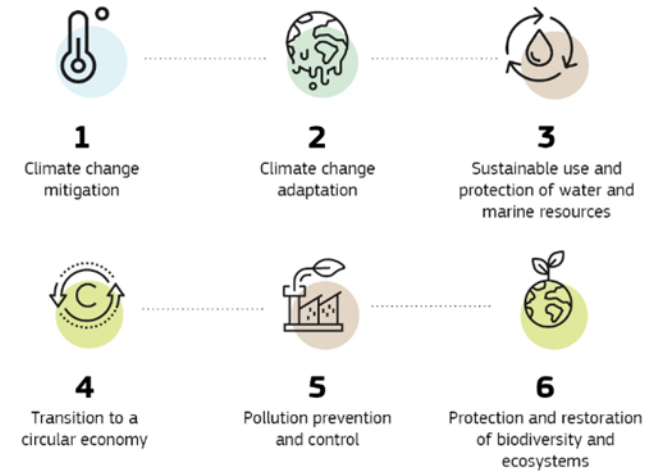 1
Climate change
mitigation
2
Climate change
adaptation
3
Sustainable use and
protection of water and
marine resources
C
4
Transition to a
circular economy
5
Pollution prevention
and control
6
Protection and restoration
of biodiversity and
ecosystems